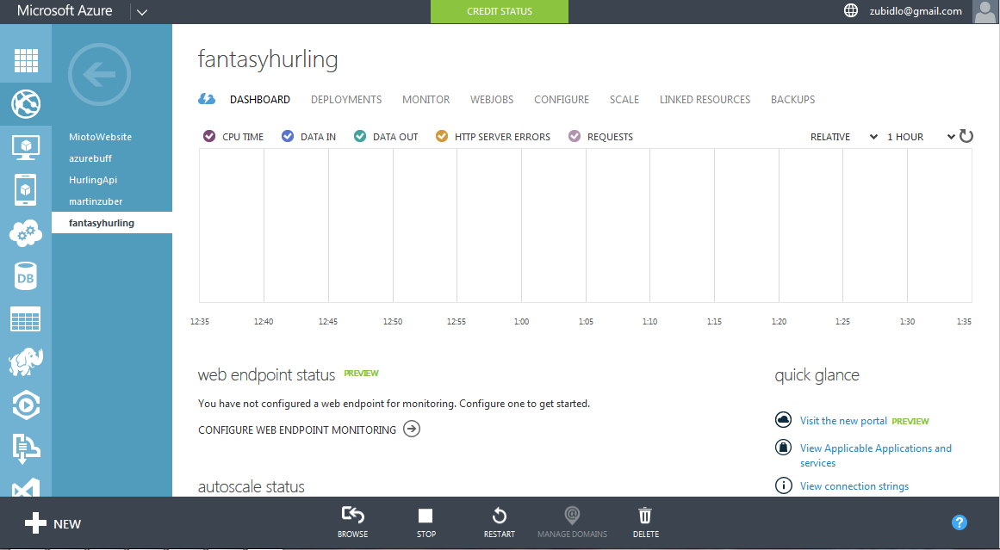 Microsoft Azure
CREDIT STATUS
zubidlo@gmail.com
MiotoWebsite
azurebuff
HurlingApi
martinzuber
fantasyhurling
DB
fantasyhurling
DASHBOARD DEPLOYMENTS MONITOR WEBJOBS CONFIGURE SCALE LINKED RESOURCES BACKUPS
CPU TIME DATA IN DATA OUT HTTP SERVER ERRORS REQUESTS RELATIVE 1 HOUR
12:35 12:40 12:45 12:50 12:55 1:00 1:05 1:10 1:15 1:20 1:25 1:30 1:35
web endpoint status PREVIEW
You have not configured a web endpoint for monitoring. Configure one to get started.
CONFIGURE WEB ENDPOINT MONITORING
autoscale status
quick glance
Visit the new portal PREVIEW
View Applicable Applications and
services
View connection strings
NEW
BROWSE STOP RESTART MANAGE DOMAINS DELETE
?